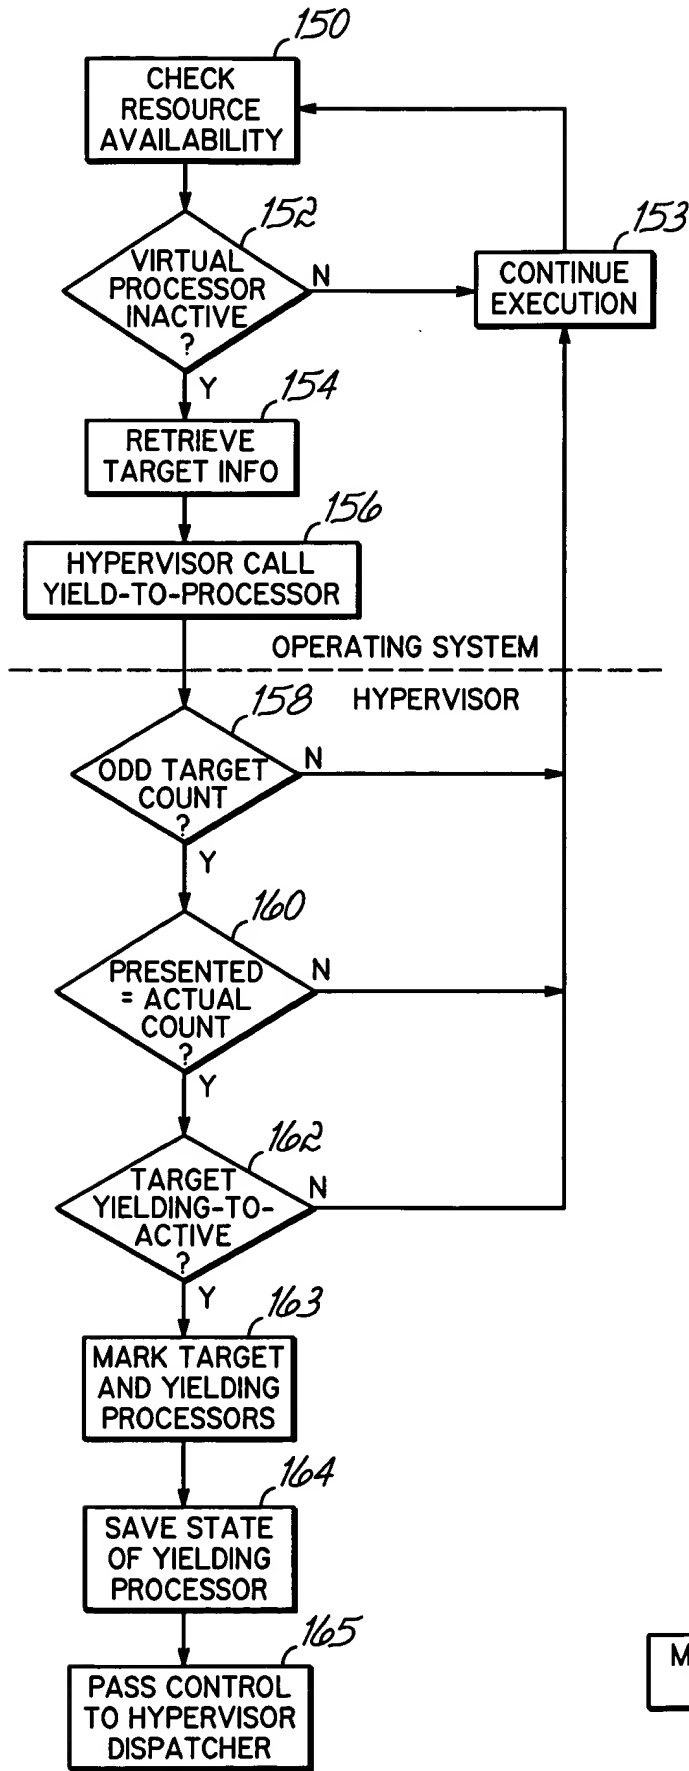 150
CHECK
RESOURCE
AVAILABILITY
152
VIRTUAL
PROCESSOR
INACTIVE
?
N
Y
153
CONTINUE
EXECUTION
154
RETRIEVE
TARGET INFO
156
HYPERVISOR CALL
YIELD-TO-PROCESSOR
OPERATING SYSTEM
HYPERVISOR
158
ODD TARGET
COUNT
?
N
Y
160
PRESENTED
= ACTUAL
COUNT
?
N
Y
162
TARGET
YIELDING-TO-
ACTIVE
?
N
Y
163
MARK TARGET
AND YIELDING
PROCESSORS
164
SAVE STATE
OF YIELDING
PROCESSOR
165
PASS CONTROL
TO HYPERVISOR
DISPATCHER
M